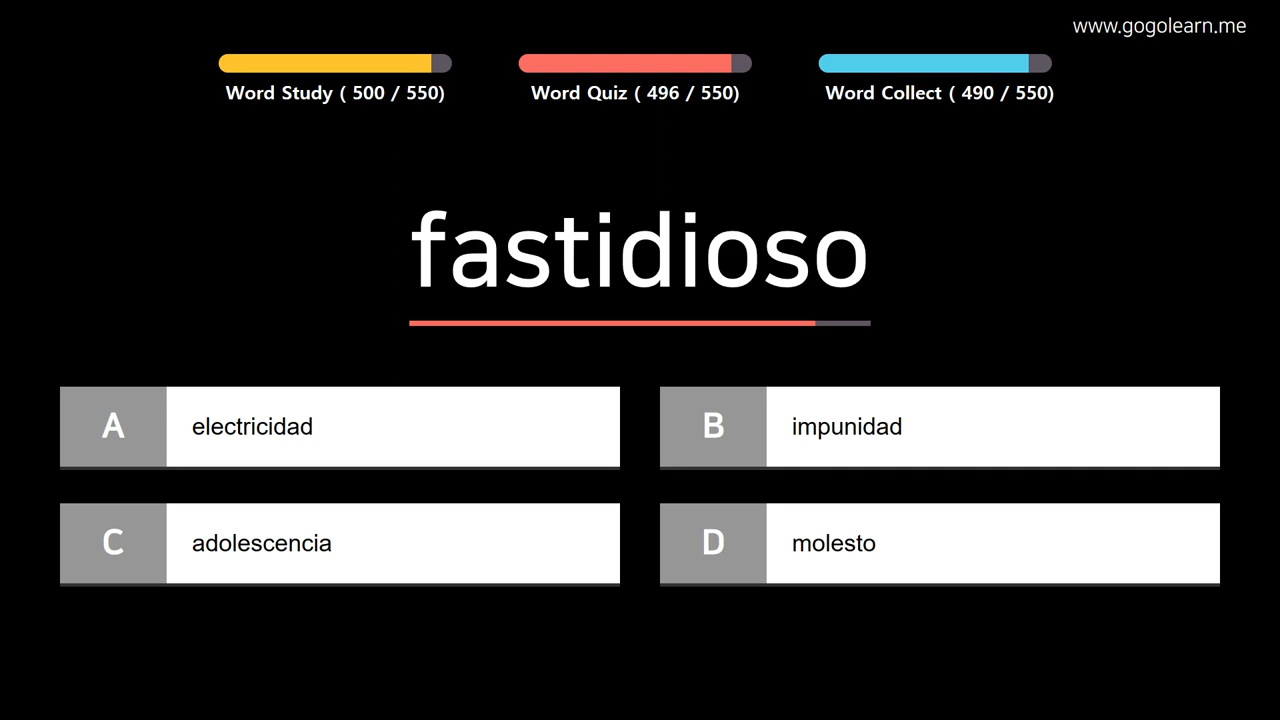 www.gogolearn.me
Word Study ( 500 / 550)
Word Quiz ( 496 / 550)
Word Collect ( 490 / 550)
fastidioso
A electricidad
B impunidad
C adolescencia
D molesto